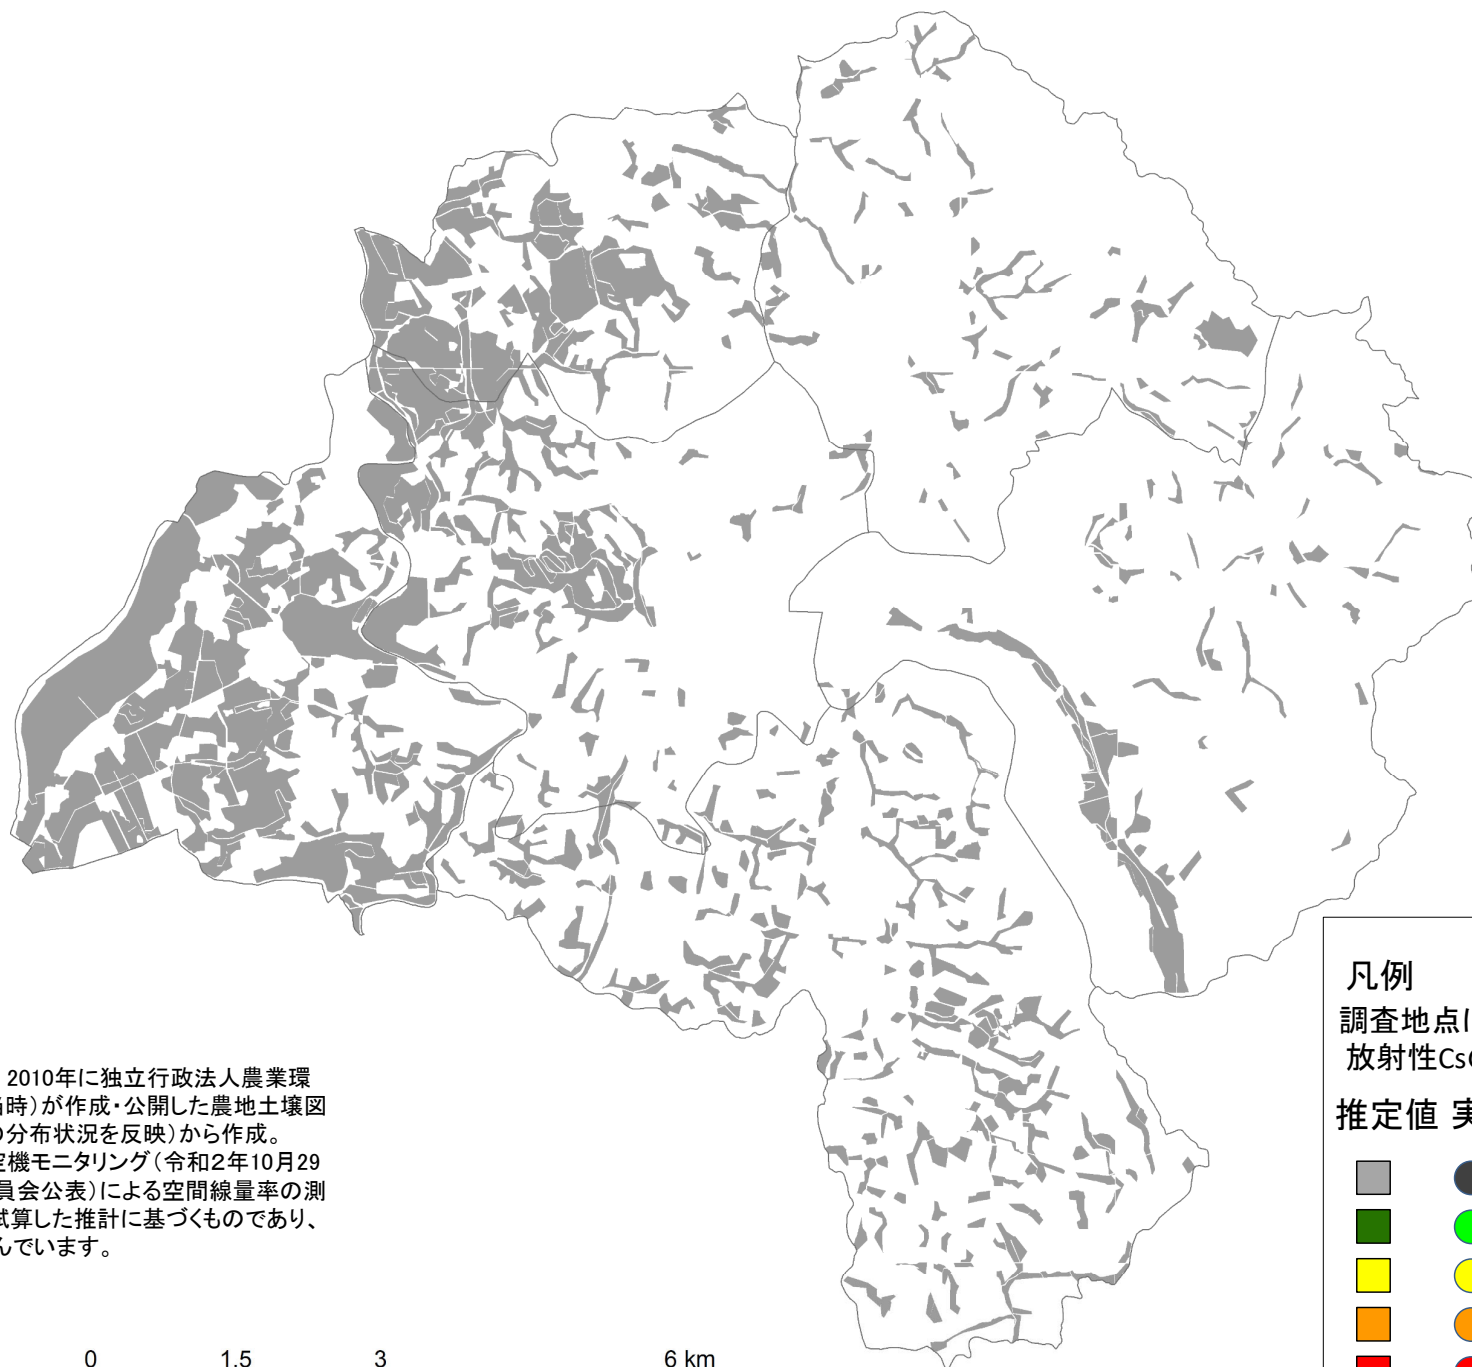 2010年に独立行政法人農業環
時)が作成・公開した農地土壌図
の分布状況を反映)から作成。
機モニタリング(令和2年10月29
員会公表)による空間線量率の測
試算した推計に基づくものであり、
んでいます。
0 1.5 3 6 km
凡例
調査地点
放射性Cs
推定値 実